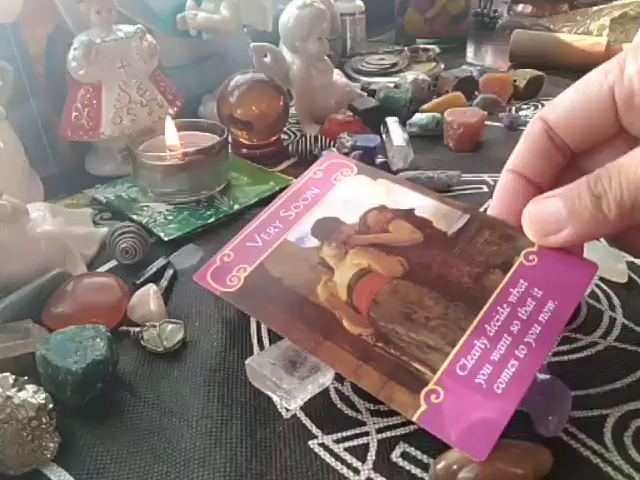 VERY SOON
Clearly decide what
you want so that it
comes to you now.